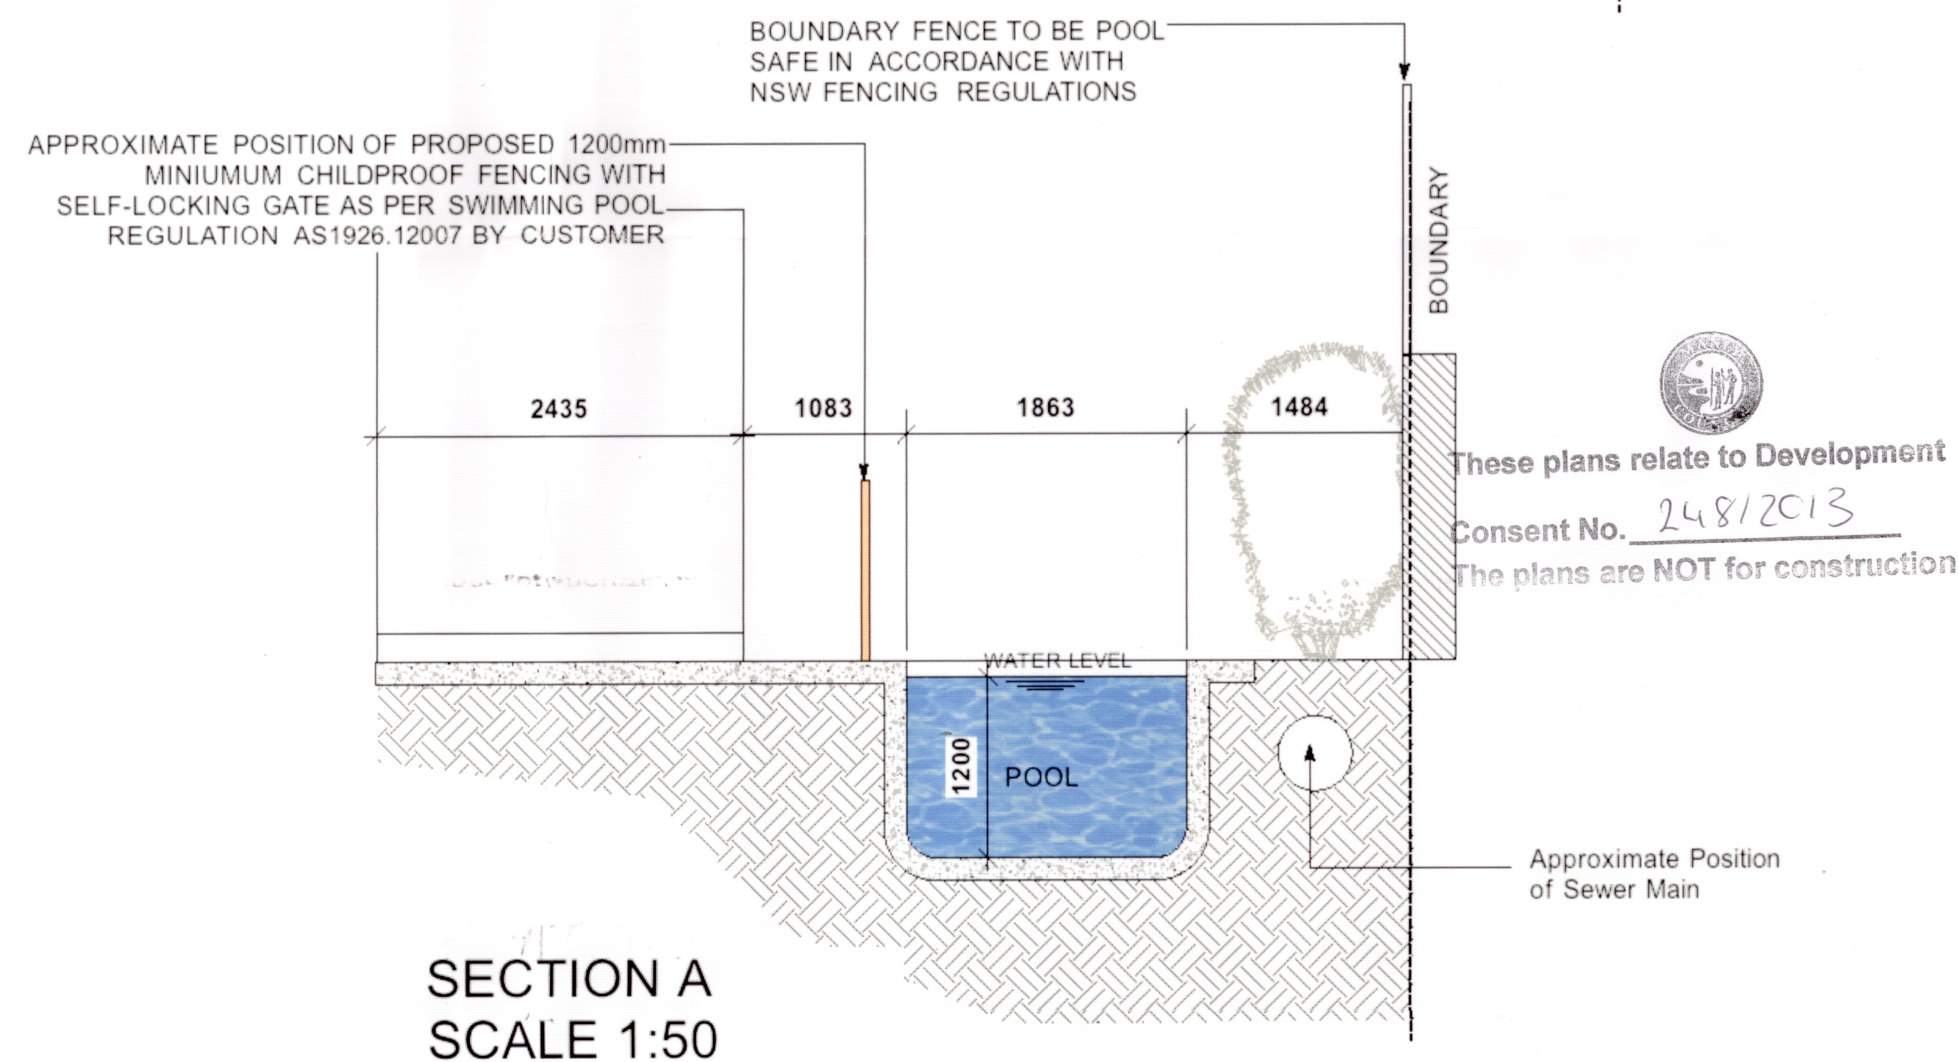 BOUNDARY FENCE TO BE POOL
SAFE IN ACCORDANCE WITH
NSW FENCING REGULATIONS
APPROXIMATE POSITION OF PROPOSED 1200mm
MINIUMUM CHILDPROOF FENCING WITH
SELF-LOCKING GATE AS PER SWIMMING POOL
REGULATION AS1926.12007 BY CUSTOMER
BOUNDARY
2435
1083
1863
1484
These plans relate to Development
Consent No. 248/2013
The plans are NOT for construction
WATER LEVEL
1200
POOL
Approximate Position
of Sewer Main
SECTION A
SCALE 1:50